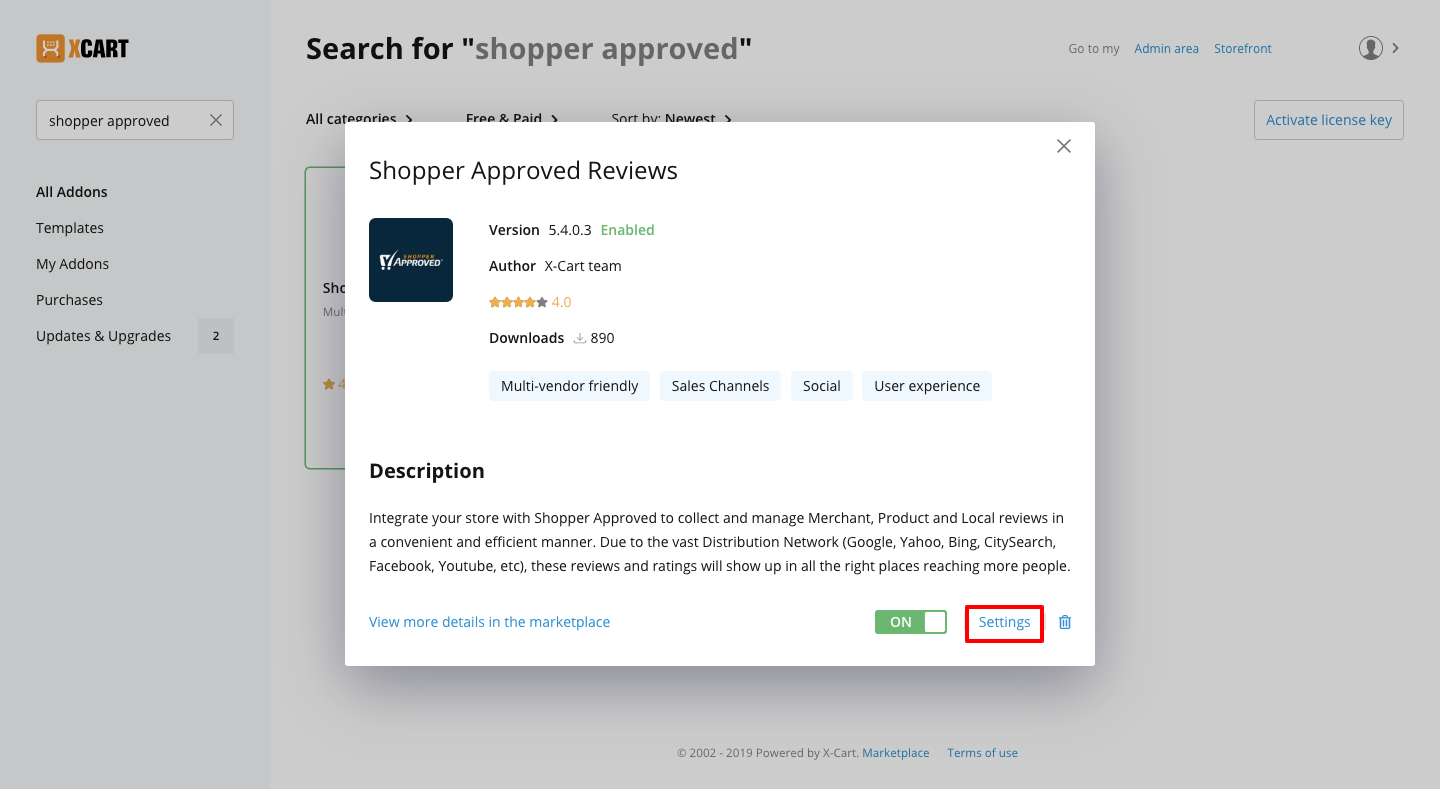 XCART
Search for "shopper approved"
Go to my Admin area Storefront
shopper approved
All categories
Free & Paid
Sort by: Newest
Activate license key
All Addons
Templates
My Addons
Purchases
Updates & Upgrades 2
Shopper Approved Reviews
SHOPPER
APPROVED
Version 5.4.0.3 Enabled
Author X-Cart team
4.0
Downloads 890
Multi-vendor friendly Sales Channels Social User experience
Description
Integrate your store with Shopper Approved to collect and manage Merchant, Product and Local reviews in
a convenient and efficient manner. Due to the vast Distribution Network (Google, Yahoo, Bing, CitySearch,
Facebook, Youtube, etc), these reviews and ratings will show up in all the right places reaching more people.
View more details in the marketplace
ON
Settings
Sho
Mul
4
© 2002 - 2019 Powered by X-Cart. Marketplace Terms of use